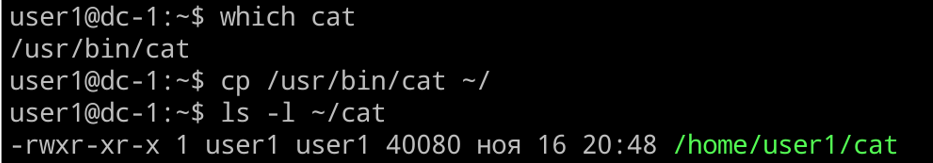 user1@dc-1:~$ which cat
/usr/bin/cat
user1@dc-1:~$ cp /usr/bin/cat ~/
user1@dc-1:~$ ls -l ~/cat
-rwxr-xr-x 1 user1 user1 40080 ноя 16 20:48 /home/user1/cat